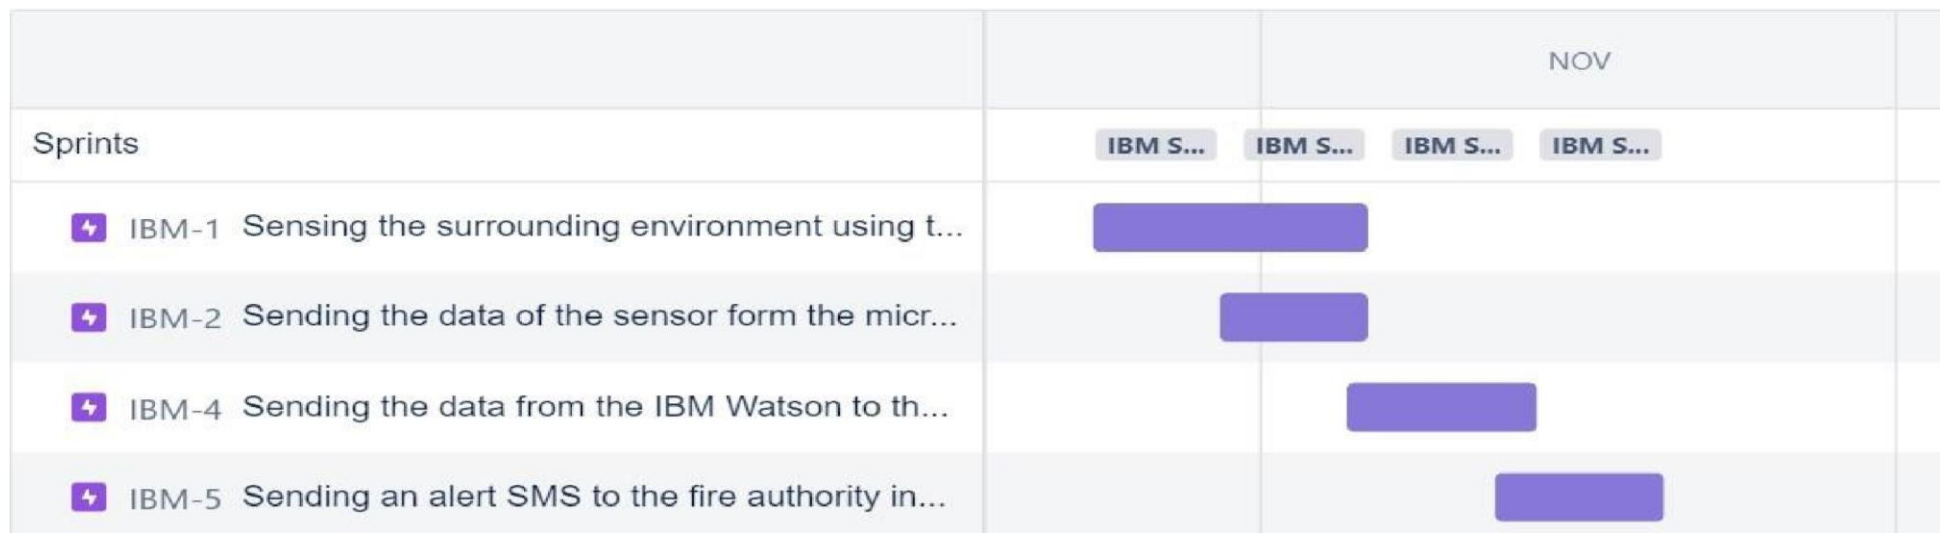 NOV
Sprints IBM S... IBM S... IBM S... IBM S...
IBM-1 Sensing the surrounding environment using t...
IBM-2 Sending the data of the sensor form the micr...
IBM-4 Sending the data from the IBM Watson to th...
IBM-5 Sending an alert SMS to the fire authority in...